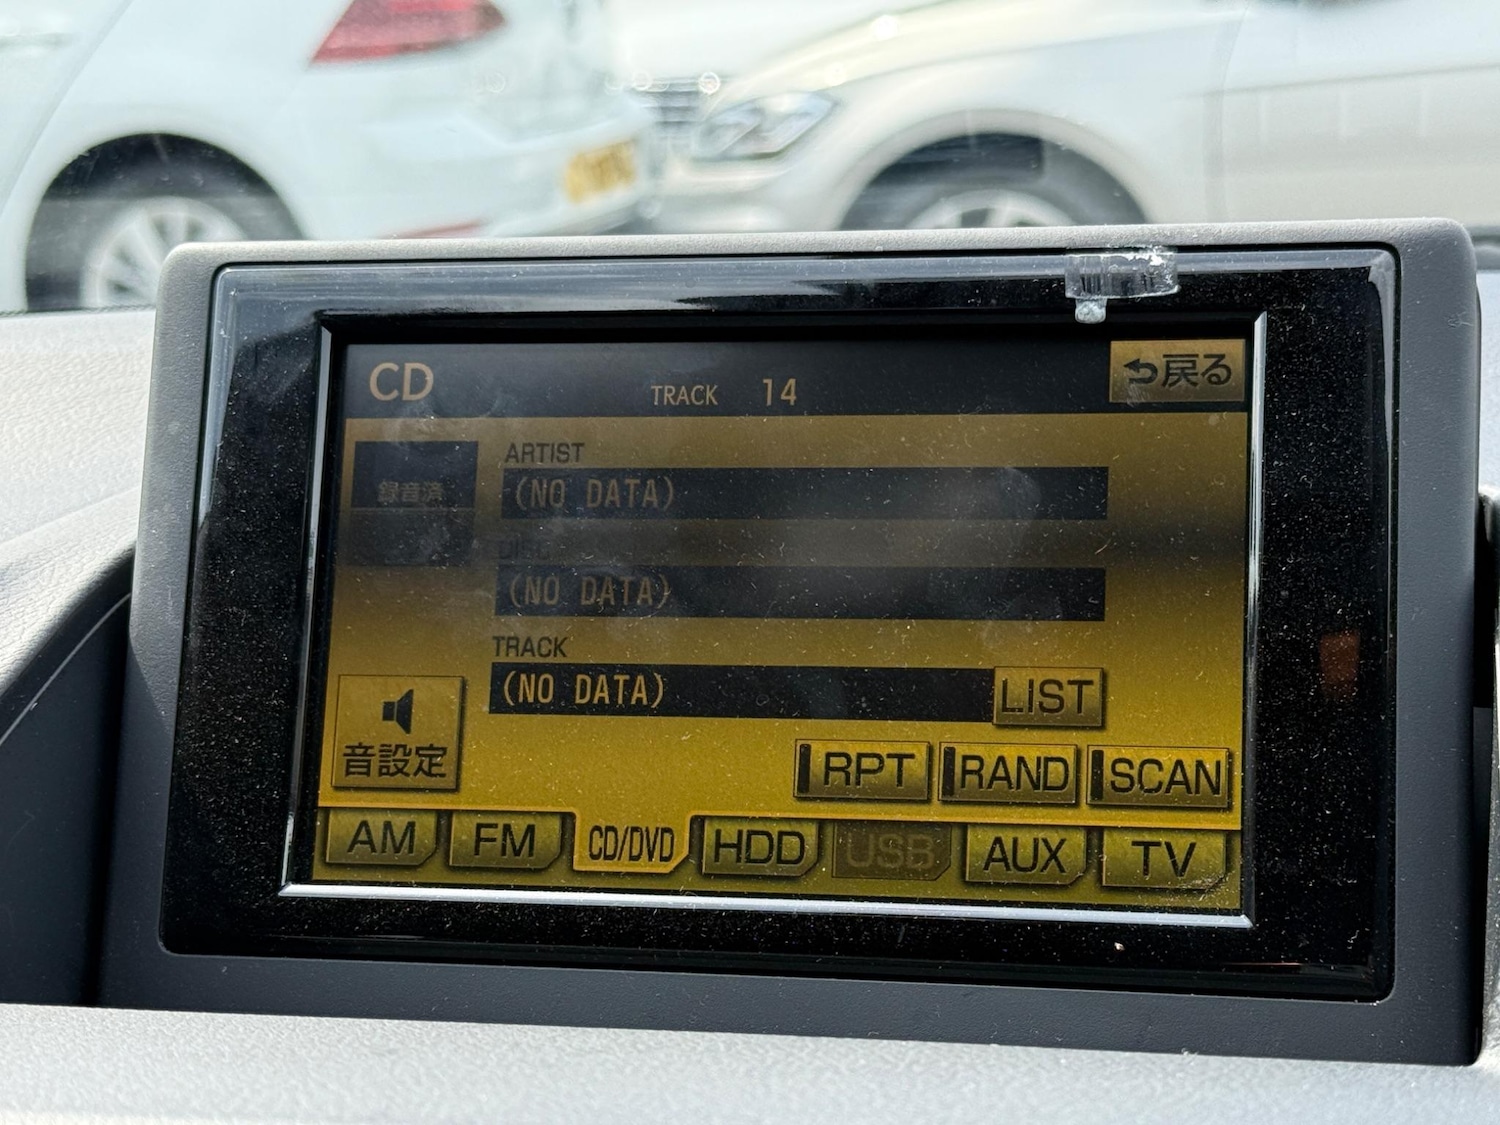 CD
TRACK 14
戻る
録音済
ARTIST
(NO DATA)
DISC
(NO DATA)
TRACK
(NO DATA)
LIST
音設定
RPT
RAND
SCAN
AM
FM
CD/DVD
HDD
USB
AUX
TV